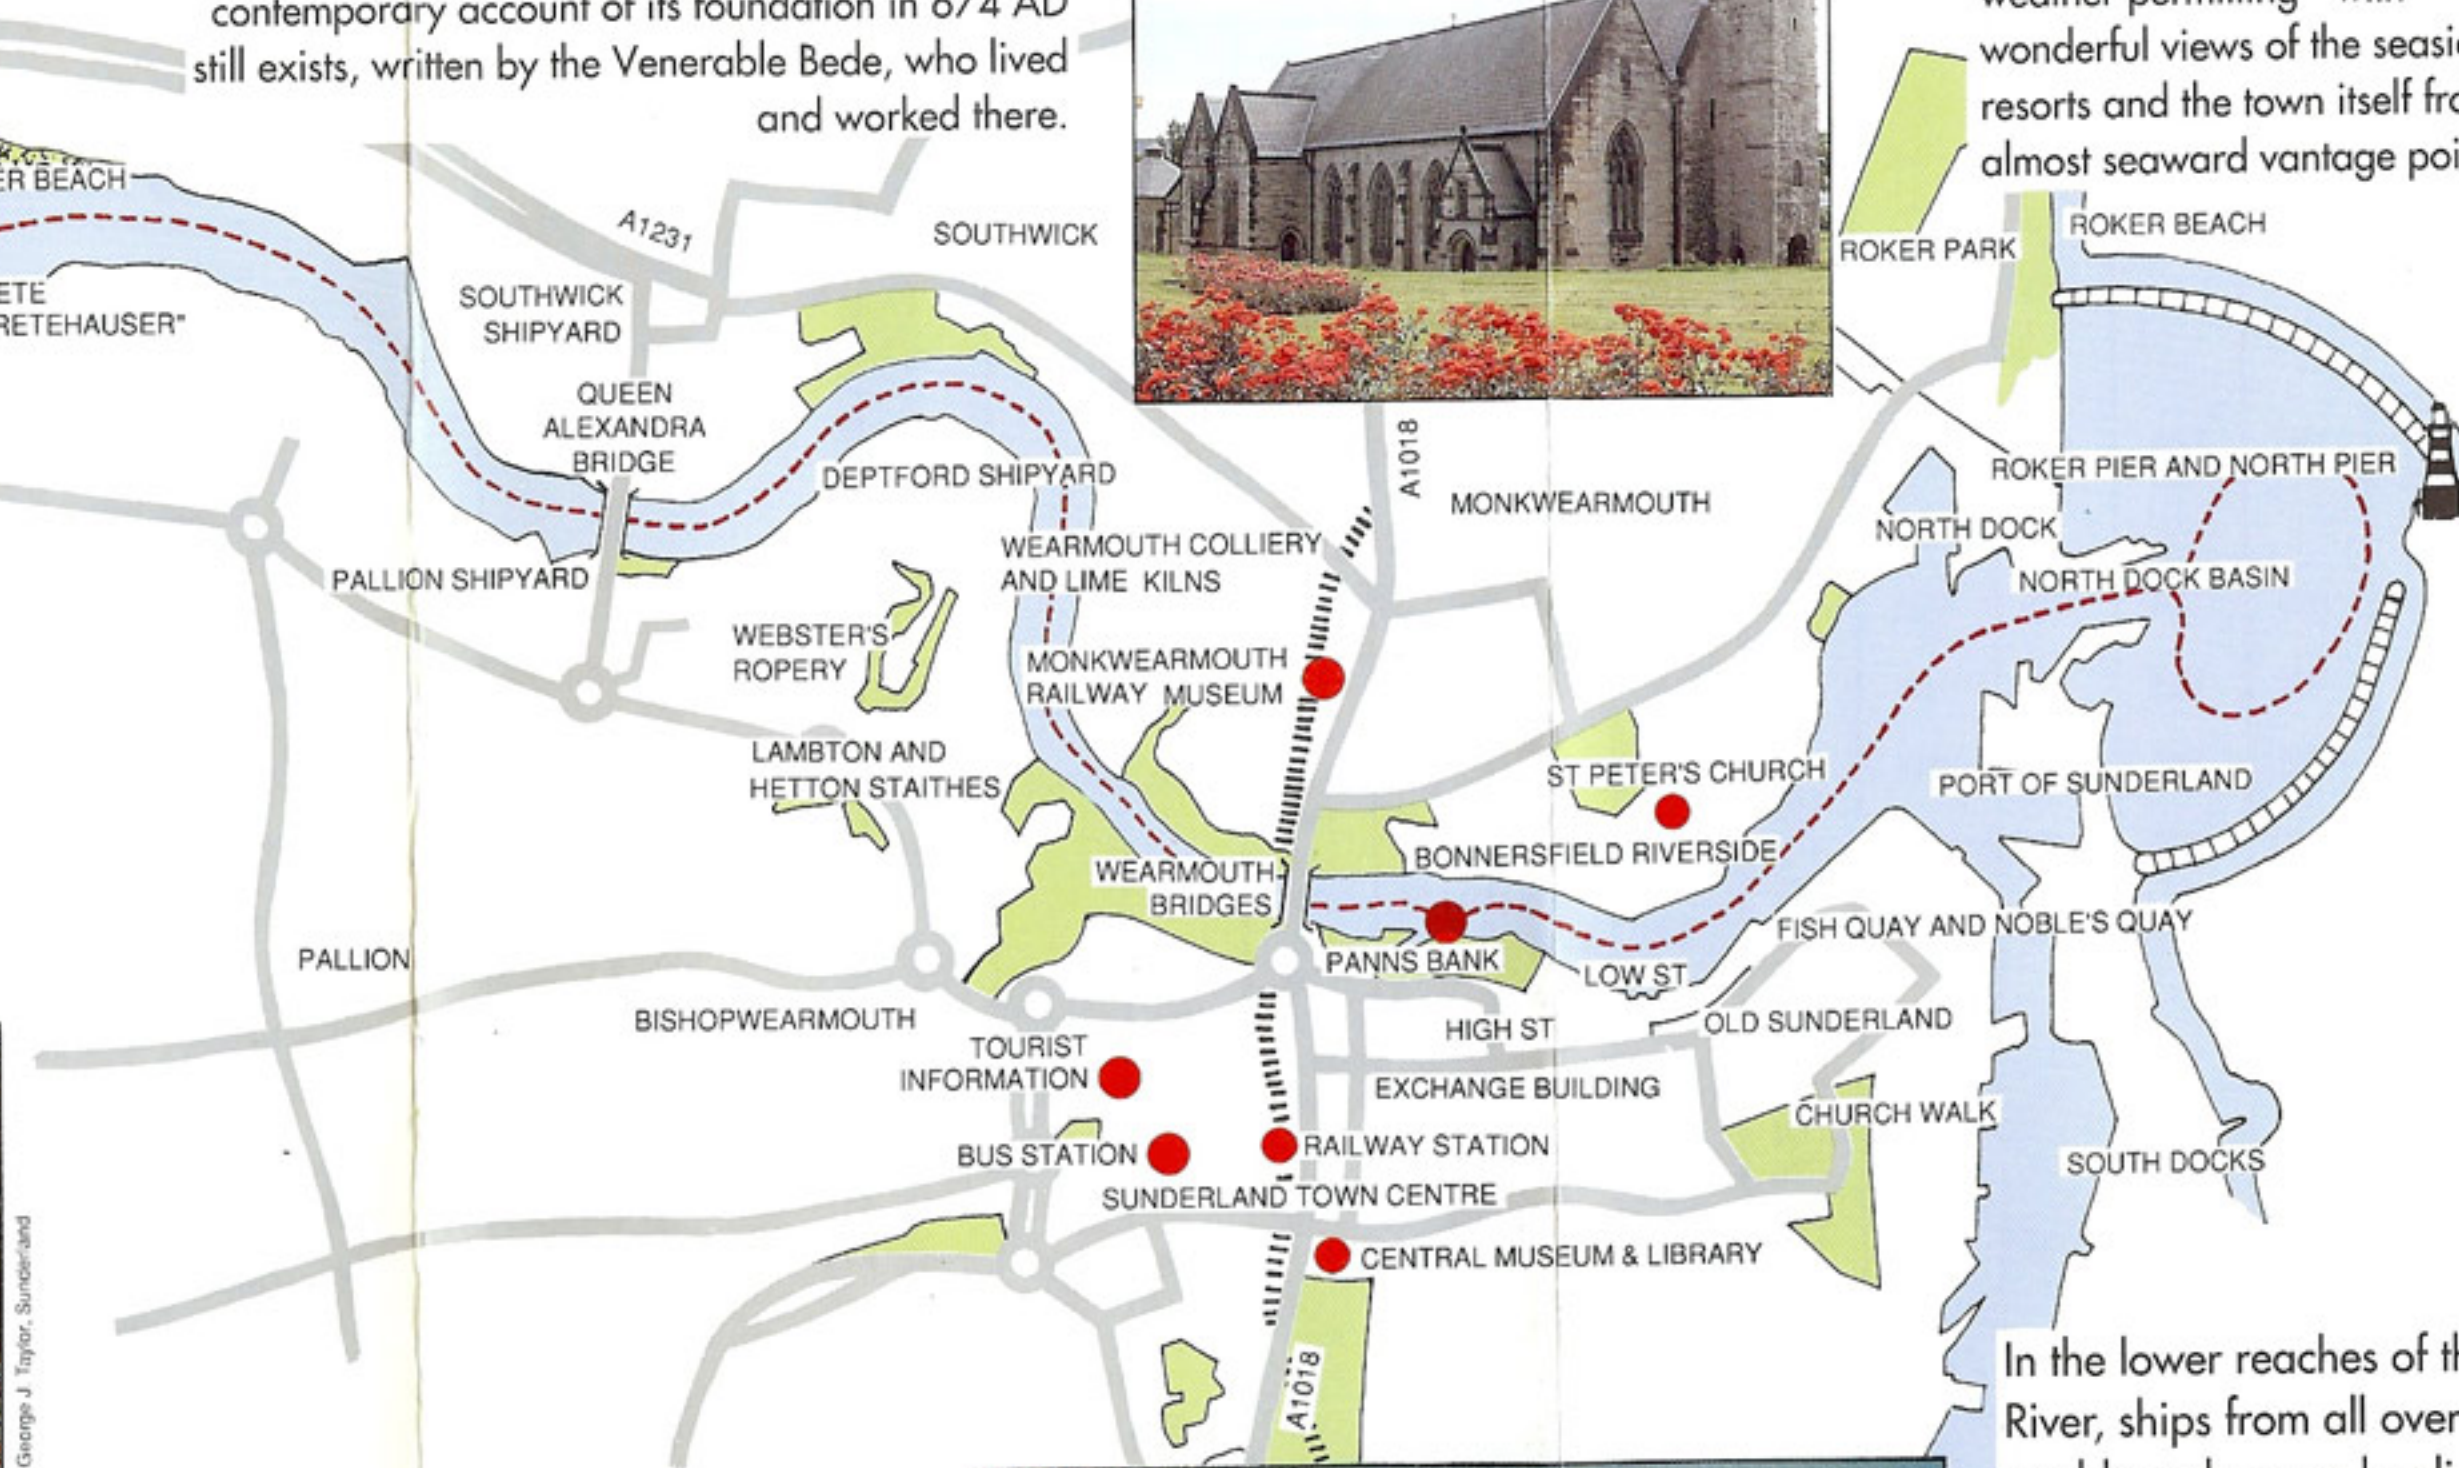 contemporary account of its foundation in 674 AD
still exists, written by the Venerable Bede, who lived
and worked there.
wonderful views of the
resorts and the town itself
almost seaward vantage
BEACH
A1231
SOUTHWICK
ROKER PARK
ROKER BEACH
SOUTHWICK
SHIPYARD
QUEEN
ALEXANDRA
BRIDGE
DEPTFORD SHIPYARD
A1018
MONKWEARMOUTH
ROKER PIER AND NORTH PIER
NORTH DOCK
NORTH DOCK BASIN
PALLION SHIPYARD
WEARMOUTH COLLIERY
AND LIME KILNS
WEBSTER'S
ROPERY
MONKWEARMOUTH
RAILWAY MUSEUM
LAMBTON AND
HETTON STAITHES
ST PETER'S CHURCH
PORT OF SUNDERLAND
WEARMOUTH
BRIDGES
BONNERSFIELD RIVERSIDE
FISH QUAY AND NOBLE'S QUAY
PALLION
PANNS BANK
LOW ST
BISHOPWEARMOUTH
HIGH ST
OLD SUNDERLAND
TOURIST
INFORMATION
EXCHANGE BUILDING
CHURCH WALK
BUS STATION
RAILWAY STATION
SOUTH DOCKS
SUNDERLAND TOWN CENTRE
CENTRAL MUSEUM & LIBRARY
A1018
George J. Taylor, Sunderland
In the lower reaches of
River, ships from all over